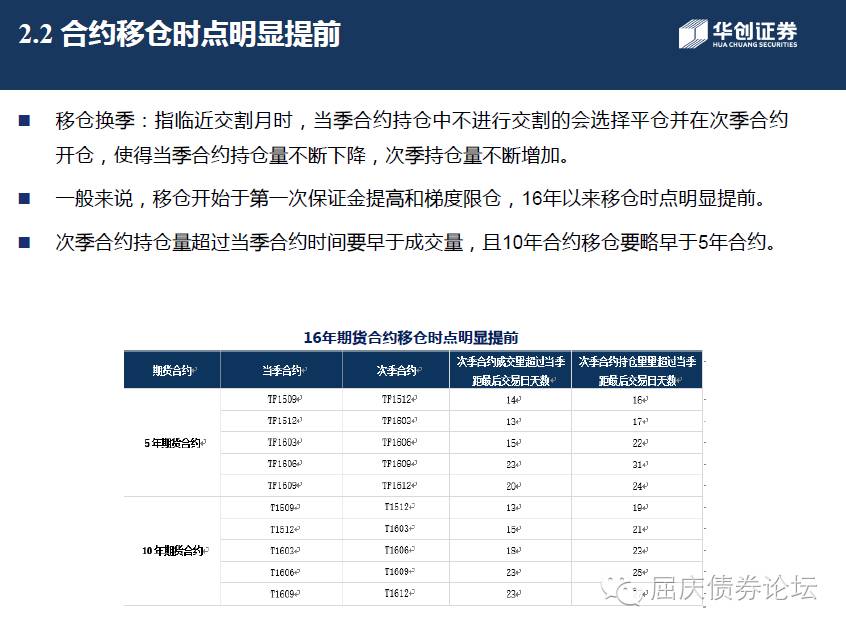 2.2 合约移仓时点明显提前
华创证券
HUA CHUANG SECURITIES
■ 移仓换季：指临近交割月时，当季合约持仓中不进行交割的会选择平仓并在次季合约
开仓，使得当季合约持仓量不断下降，次季持仓量不断增加。
■ 一般来说，移仓开始于第一次保证金提高和梯度限仓，16年以来移仓时点明显提前。
■ 次季合约持仓量超过当季合约时间要早于成交量，且10年合约移仓要略早于5年合约。
16年期货合约移仓时点明显提前
期货合约 当季合约 次季合约 次季合约成交量超过当季距最后交易日天数 次季合约持仓量里超过当季距最后交易日天数
5年期货合约
TF1509 TF1512 14 16
TF1512 TF1603 13 17
TF1603 TF1606 15 22
TF1606 TF1609 23 31
TF1609 TF1612 20 24
10年期货合约
T1509 T1512 13 19
T1512 T1603 15 21
T1603 T1606 18 23
T1606 T1609 23 25
T1609 T1612 23
屈庆债券论坛